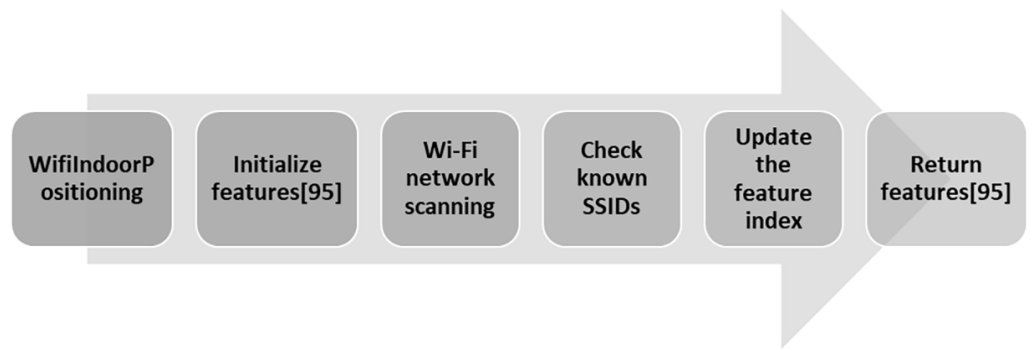 WifiIndoorP
ositioning
Initialize
features[95]
Wi-Fi
network
scanning
Check
known
SSIDs
Update
the
feature
index
Return
features[95]